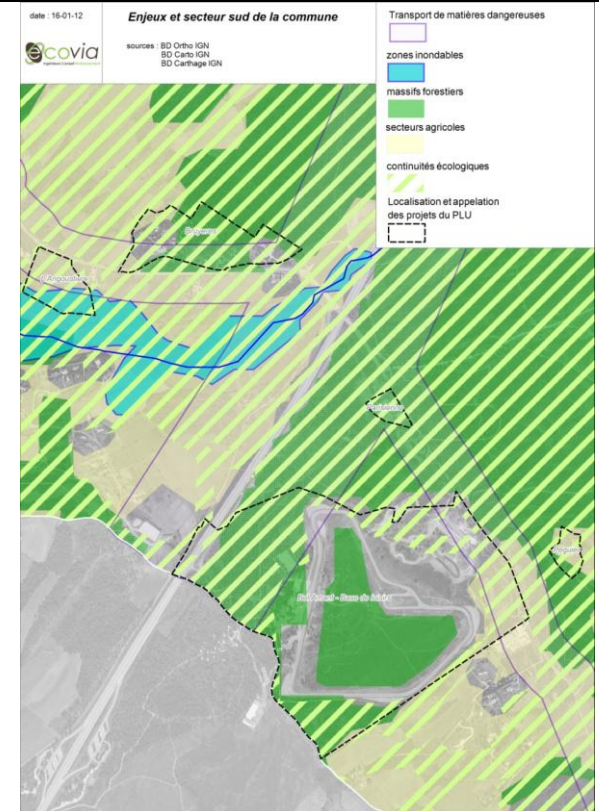 date : 16-01-12
Enjeux et secteur sud de la commune
ecovia
sources : BD Ortho IGN
BD Carto IGN
BD Carthage IGN
Transport de matières dangereuses
zones inondables
massifs forestiers
secteurs agricoles
continuités écologiques
Localisation et appelation
des projets du PLU